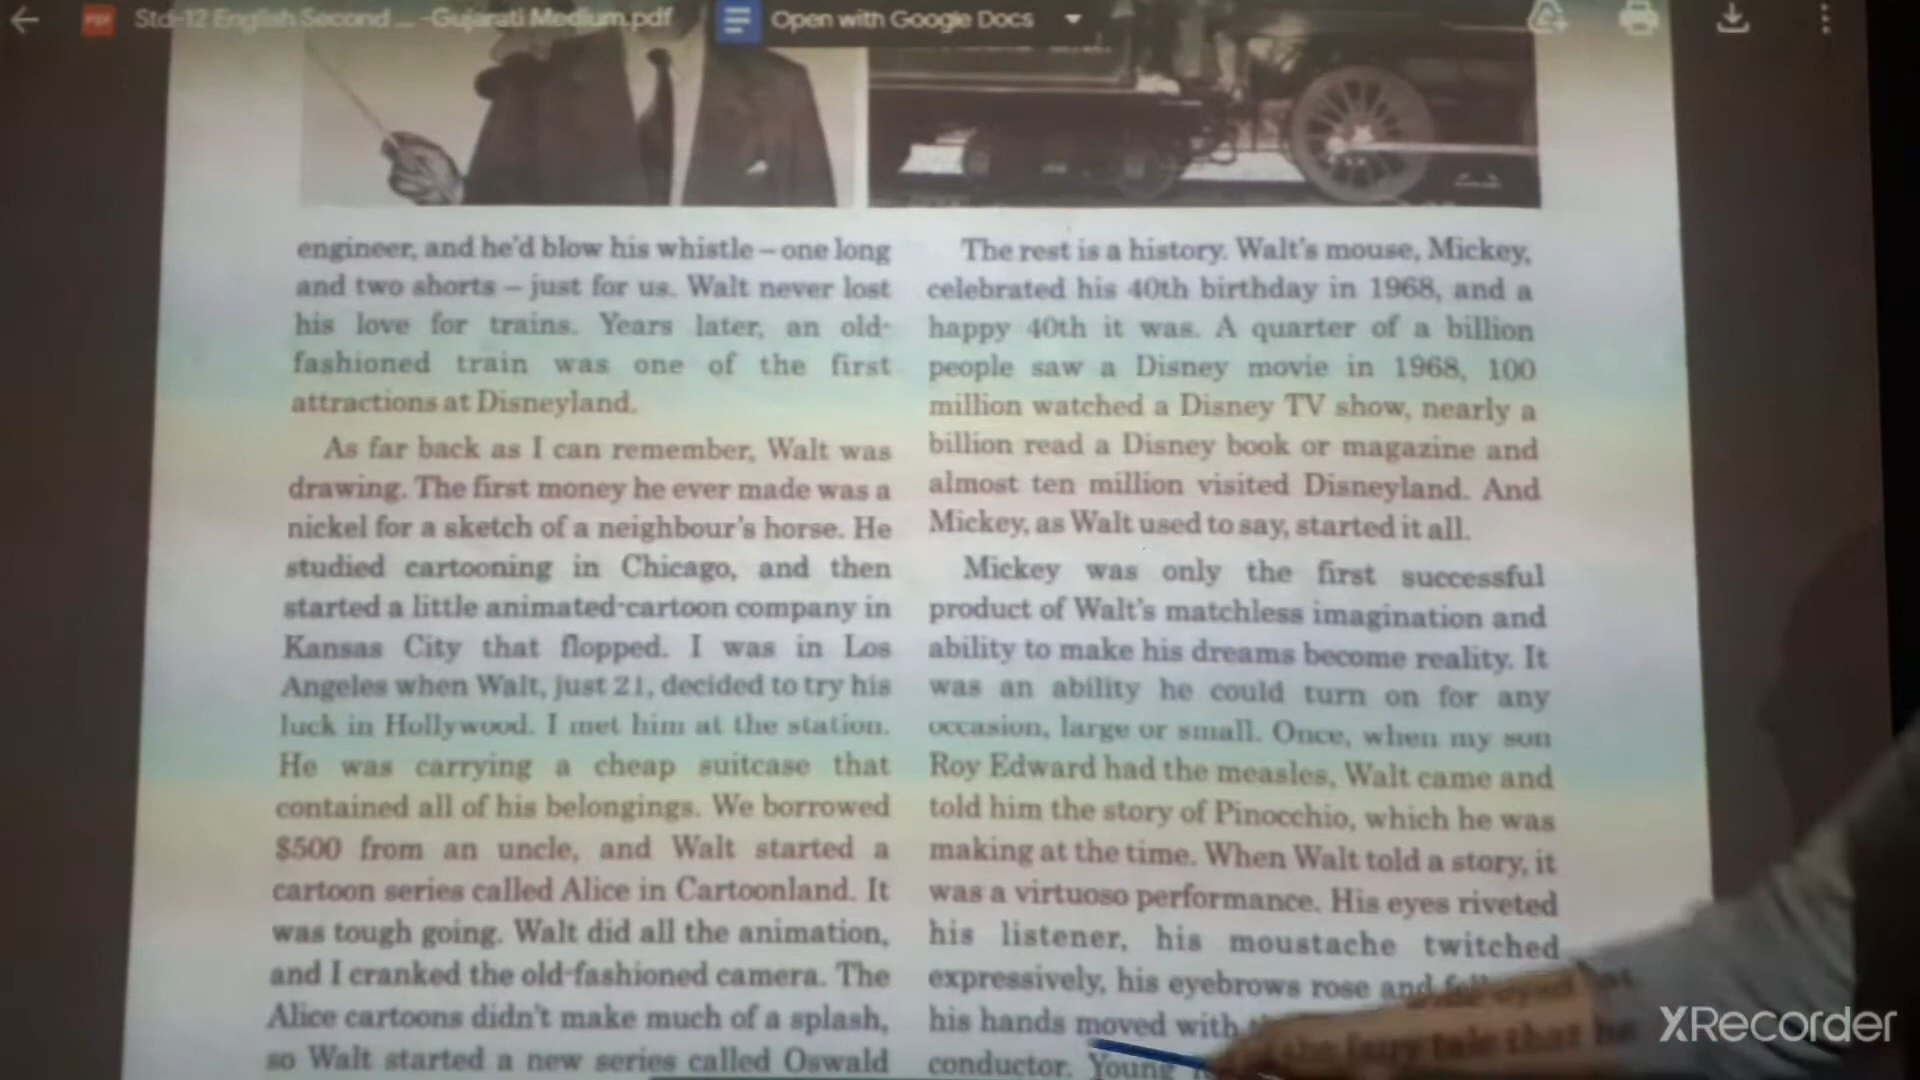 Std-12 English Second ... -Gujarati Medium.pdf
Open with Google Docs
engineer, and he'd blow his whistle – one long
and two shorts – just for us. Walt never lost
his love for trains. Years later, an old-
fashioned train was one of the first
attractions at Disneyland.
As far back as I can remember, Walt was
drawing. The first money he ever made was a
nickel for a sketch of a neighbour's horse. He
studied cartooning in Chicago, and then
started a little animated-cartoon company in
Kansas City that flopped. I was in Los
Angeles when Walt, just 21, decided to try his
luck in Hollywood. I met him at the station.
He was carrying a cheap suitcase that
contained all of his belongings. We borrowed
$500 from an uncle, and Walt started a
cartoon series called Alice in Cartoonland. It
was tough going. Walt did all the animation,
and I cranked the old-fashioned camera. The
Alice cartoons didn't make much of a splash,
so Walt started a new series called Oswald
The rest is a history. Walt's mouse, Mickey,
celebrated his 40th birthday in 1968, and a
happy 40th it was. A quarter of a billion
people saw a Disney movie in 1968, 100
million watched a Disney TV show, nearly a
billion read a Disney book or magazine and
almost ten million visited Disneyland. And
Mickey, as Walt used to say, started it all.
Mickey was only the first successful
product of Walt's matchless imagination and
ability to make his dreams become reality. It
was an ability he could turn on for any
occasion, large or small. Once, when my son
Roy Edward had the measles, Walt came and
told him the story of Pinocchio, which he was
making at the time. When Walt told a story, it
was a virtuoso performance. His eyes riveted
his listener, his moustache twitched
expressively, his eyebrows rose and
his hands moved with
conductor. Young
the fairy tale that he
XRecorder